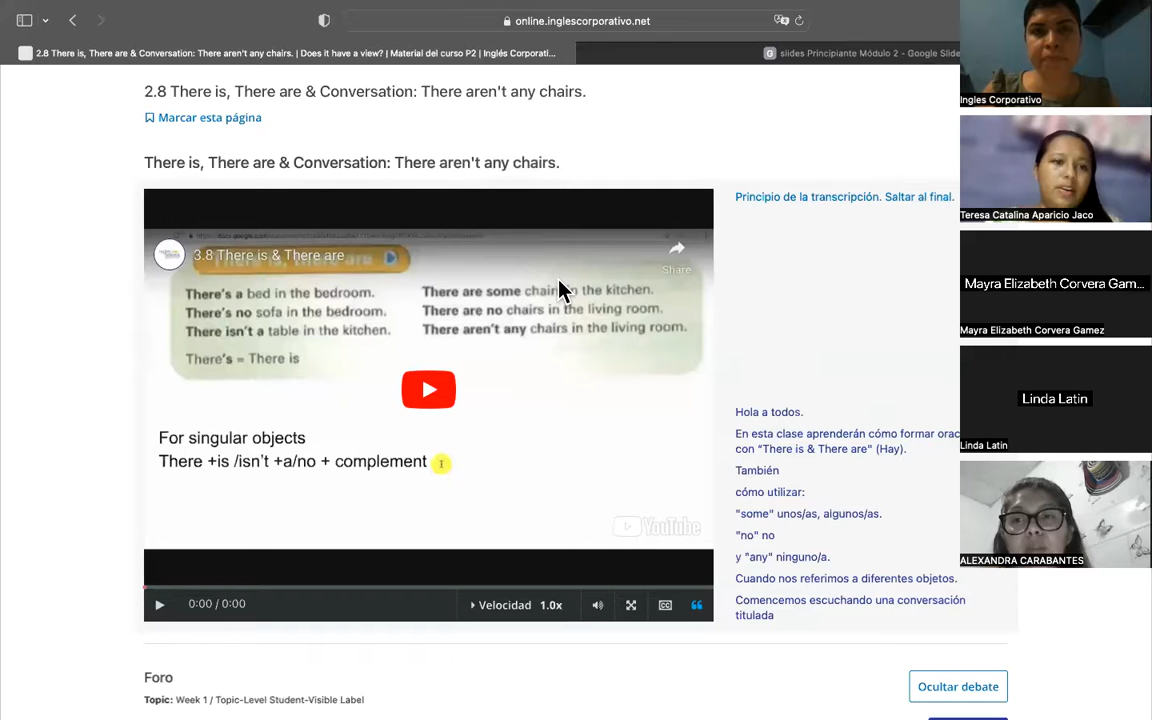 online.inglescorporativo.net
2.8 There is, There are & Conversation: There aren't any chairs. | Does it have a view? | Material del curso P2 | Inglés Corporati...
G slides Principiante Módulo 2 - Google Slide
2.8 There is, There are & Conversation: There aren't any chairs.
Marcar esta página
There is, There are & Conversation: There aren't any chairs.
3.8 There is & There are
Share
There's a bed in the bedroom.
There's no sofa in the bedroom.
There isn't a table in the kitchen.
There's = There is
There are some chairs in the kitchen.
There are no chairs in the living room.
There aren't any chairs in the living room.
For singular objects
There +is /isn't +a/no + complement
YouTube
0:00 / 0:00
Velocidad 1.0x
CC
Principio de la transcripción. Saltar al final.
Hola a todos.
En esta clase aprenderán cómo formar orac
con "There is & There are" (Hay).
También
cómo utilizar:
"some" unos/as, algunos/as.
"no" no
y "any" ninguno/a.
Cuando nos referimos a diferentes objetos.
Comencemos escuchando una conversación
titulada
Foro
Topic: Week 1 / Topic-Level Student-Visible Label
Ocultar debate
Ingles Corporativo
Teresa Catalina Aparicio Jaco
Mayra Elizabeth Corvera Gam...
Mayra Elizabeth Corvera Gamez
Linda Latin
Linda Latin
ALEXANDRA CARABANTES